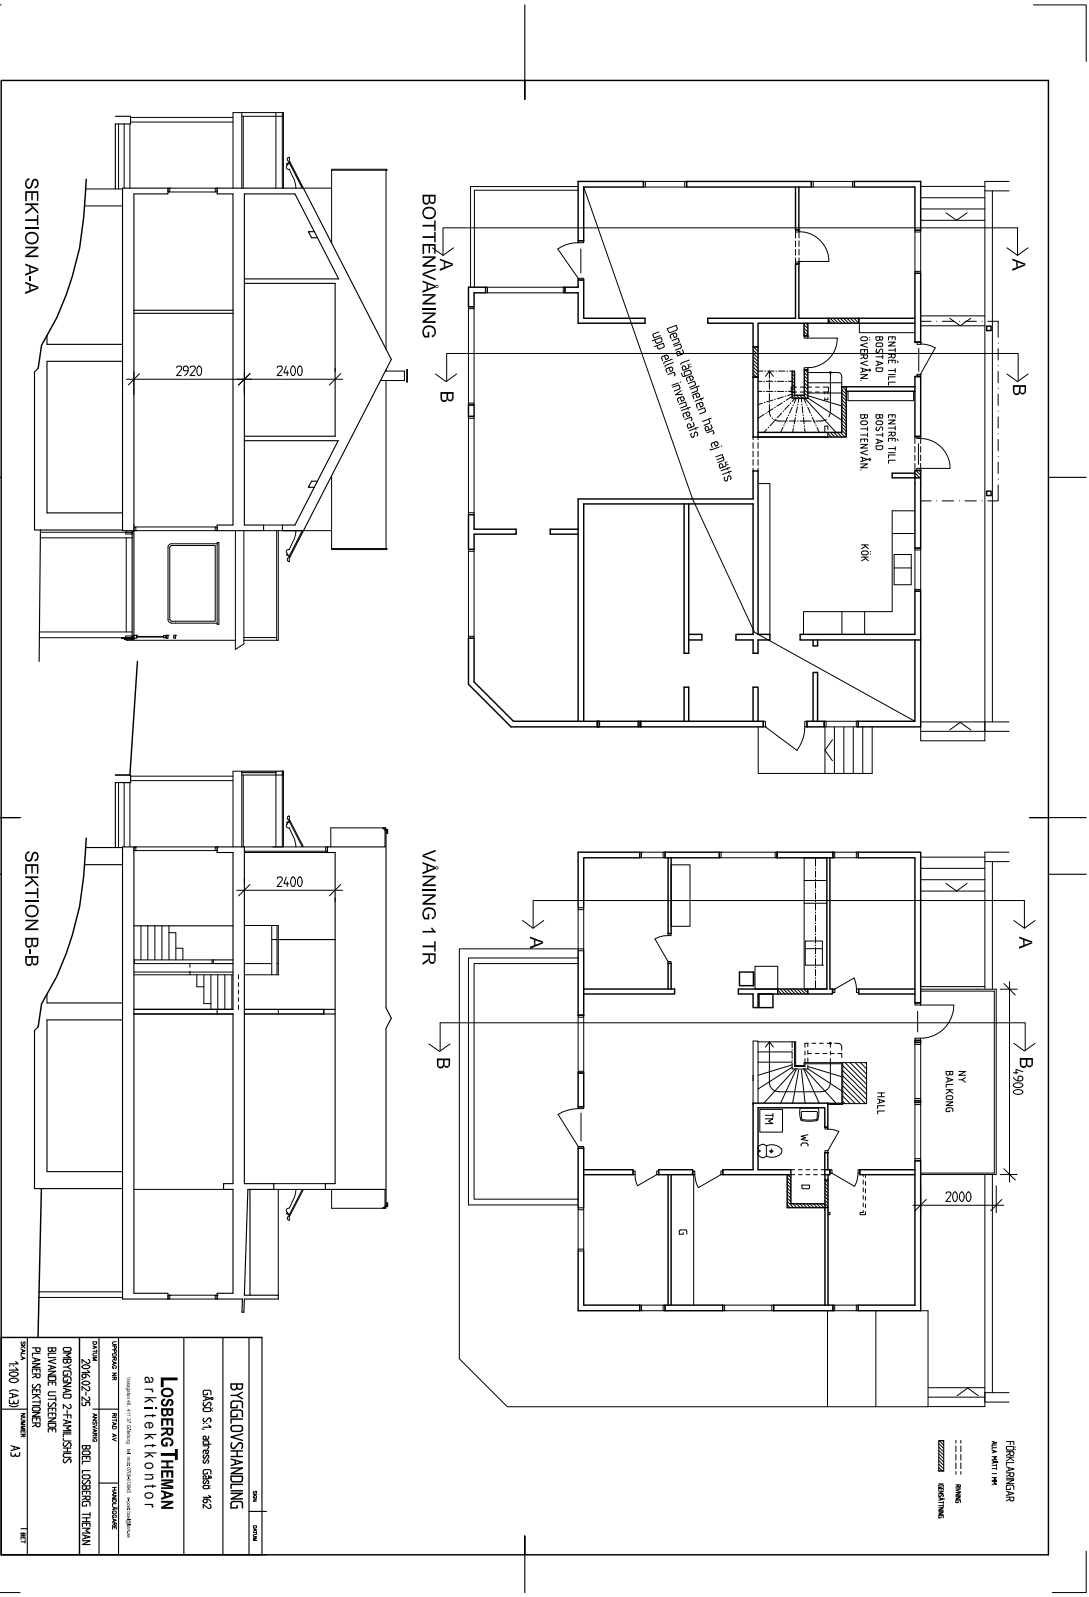 BOTTENVÅNING
A
A
B
B
ENTRÉ TILL
BOSTAD
ÖVERVÅN.
ENTRÉ TILL
BOSTAD
BOTTENVÅN.
KÖK
Denna lägenheten har ej mätts
upp eller inventerats
VÅNING 1 TR
A
A
B
B
4900
NY
BALKONG
HALL
WC
TM
D
G
2000
SEKTION A-A
2920
2400
SEKTION B-B
2400
FÖRKLARINGAR
ALLA MÅTT I MM
RIVNING
IGENSÄTTNING
SIGN
DATUM
BYGGLOVSHANDLING
GÅSÖ 5:1, adress Gåsö 162
LOSBERG THEMAN
arkitektkontor
UPPDRAG NR
RITAD AV
HANDLÄGGARE
DATUM
2016.02-25
ANSVARIG
BOEL LOSBERG THEMAN
OMBYGGNAD 2-FAMILJSHUS
BLIVANDE UTSEENDE
PLANER SEKTIONER
SKALA
1:100 (A3)
NUMMER
A3
BET